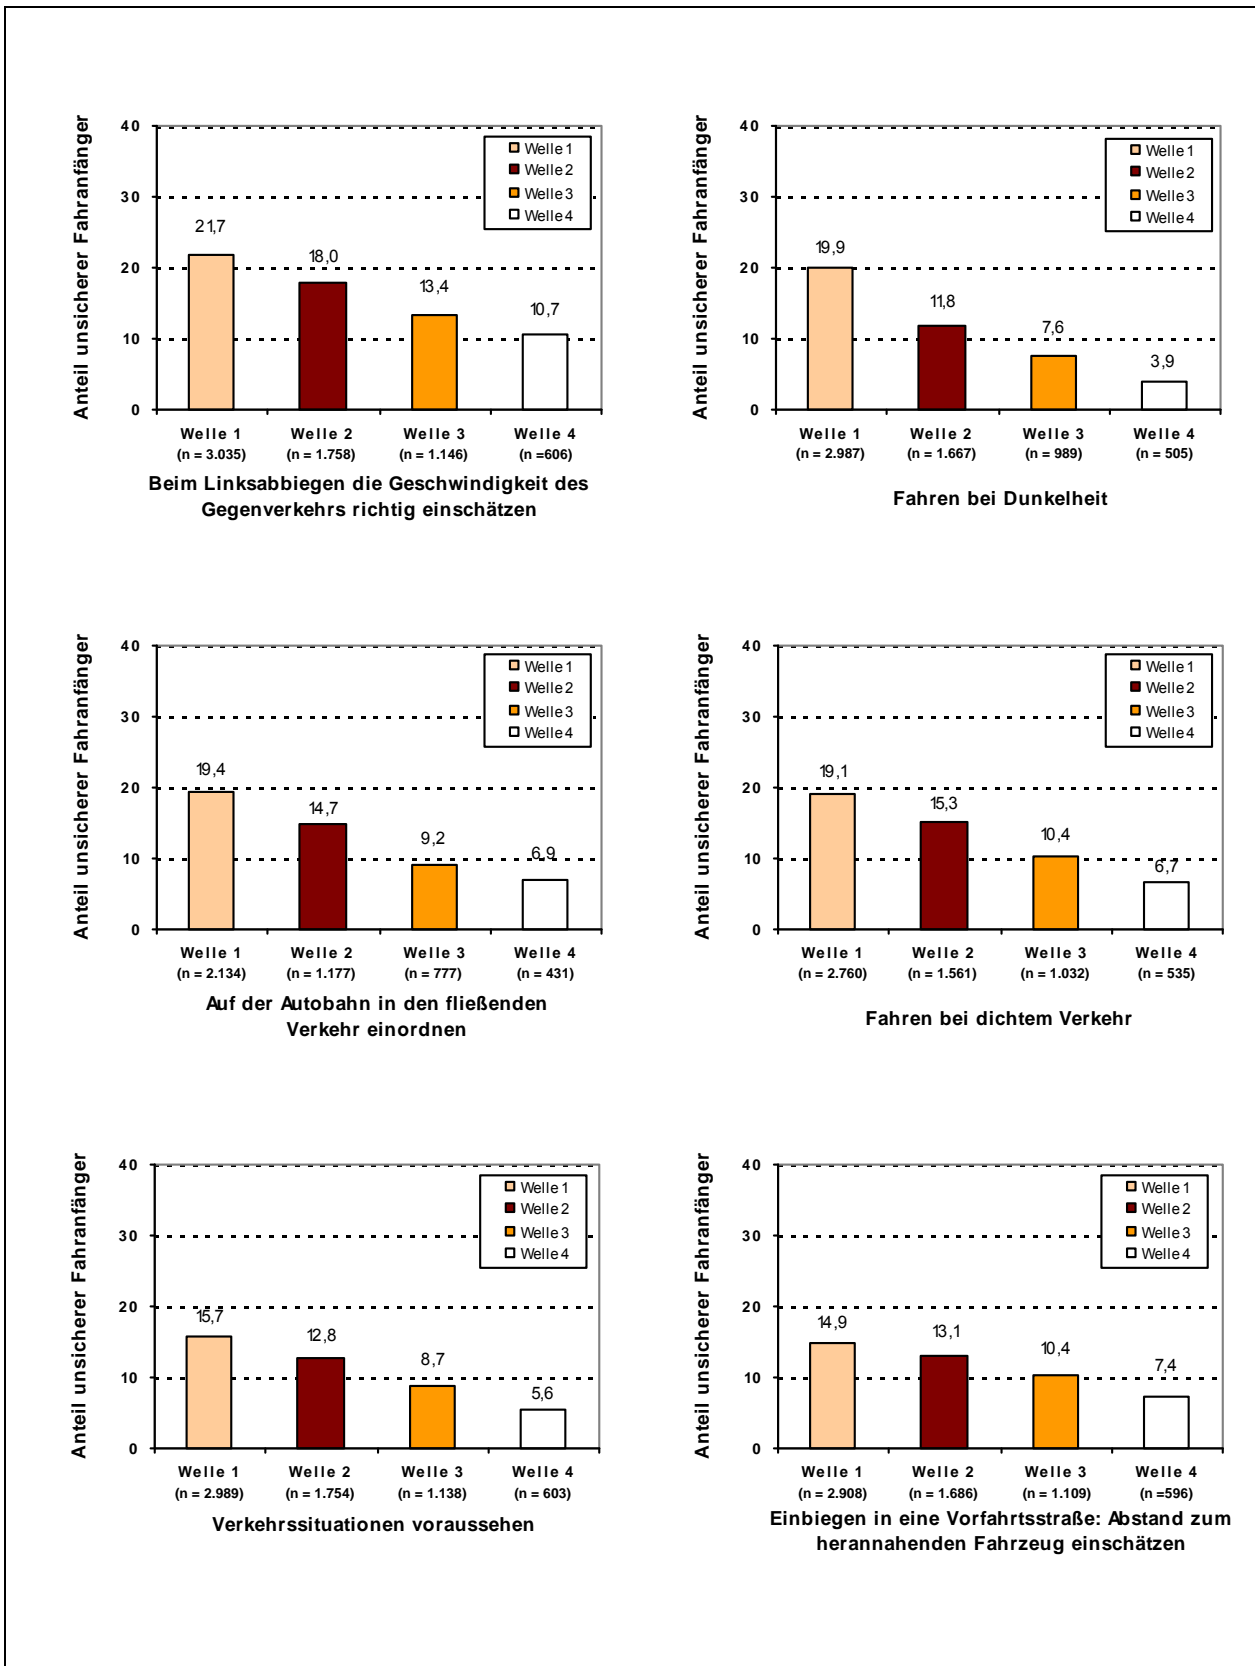 Anteil unsicherer Fahranfänger
40
30
20
10
0
Welle 1
Welle 2
Welle 3
Welle 4
21,7
18,0
13,4
10,7
Welle 1 Welle 2 Welle 3 Welle 4
(n = 3.035) (n = 1.758) (n = 1.146) (n =606)
Beim Linksabbiegen die Geschwindigkeit des
Gegenverkehrs richtig einschätzen
Anteil unsicherer Fahranfänger
40
30
20
10
0
Welle 1
Welle 2
Welle 3
Welle 4
19,9
11,8
7,6
3,9
Welle 1 Welle 2 Welle 3 Welle 4
(n = 2.987) (n = 1.667) (n = 989) (n = 505)
Fahren bei Dunkelheit
Anteil unsicherer Fahranfänger
40
30
20
10
0
Welle 1
Welle 2
Welle 3
Welle 4
19,4
14,7
9,2
6,9
Welle 1 Welle 2 Welle 3 Welle 4
(n = 2.134) (n = 1.177) (n = 777) (n = 431)
Auf der Autobahn in den fließenden
Verkehr einordnen
Anteil unsicherer Fahranfänger
40
30
20
10
0
Welle 1
Welle 2
Welle 3
Welle 4
19,1
15,3
10,4
6,7
Welle 1 Welle 2 Welle 3 Welle 4
(n = 2.760) (n = 1.561) (n = 1.032) (n = 535)
Fahren bei dichtem Verkehr
Anteil unsicherer Fahranfänger
40
30
20
10
0
Welle 1
Welle 2
Welle 3
Welle 4
15,7
12,8
8,7
5,6
Welle 1 Welle 2 Welle 3 Welle 4
(n = 2.989) (n = 1.754) (n = 1.138) (n = 603)
Verkehrssituationen voraussehen
Anteil unsicherer Fahranfänger
40
30
20
10
0
Welle 1
Welle 2
Welle 3
Welle 4
14,9
13,1
10,4
7,4
Welle 1 Welle 2 Welle 3 Welle 4
(n = 2.908) (n = 1.686) (n = 1.109) (n =596)
Einbiegen in eine Vorfahrtsstraße: Abstand zum
herannahenden Fahrzeug einschätzen